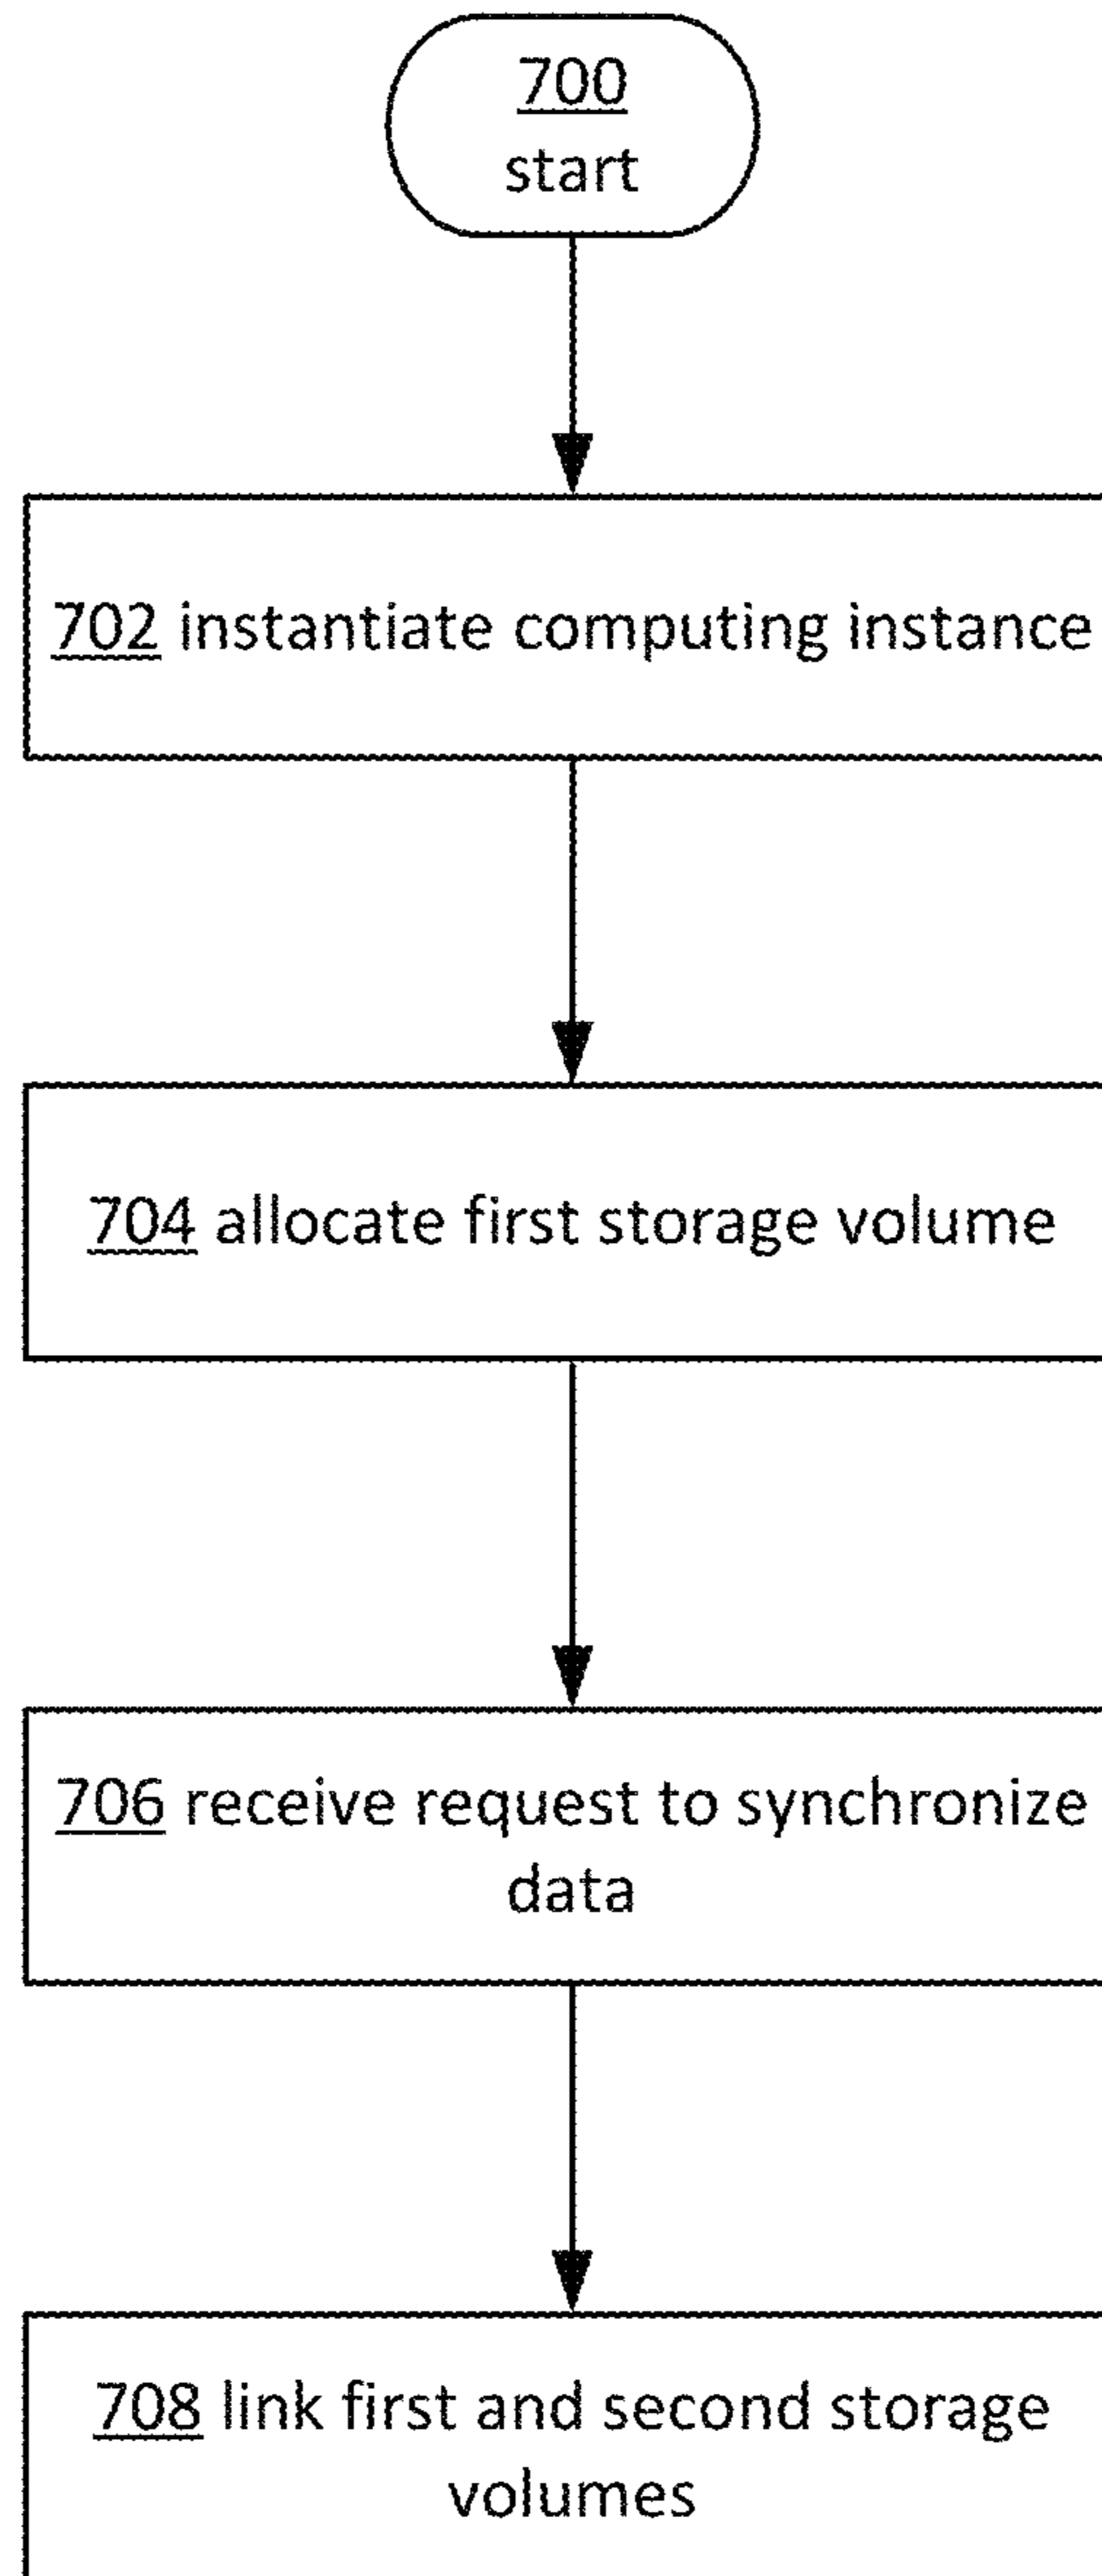 700
start
702 instantiate computing instance
704 allocate first storage volume
706 receive request to synchronize
data
708 link first and second storage
volumes